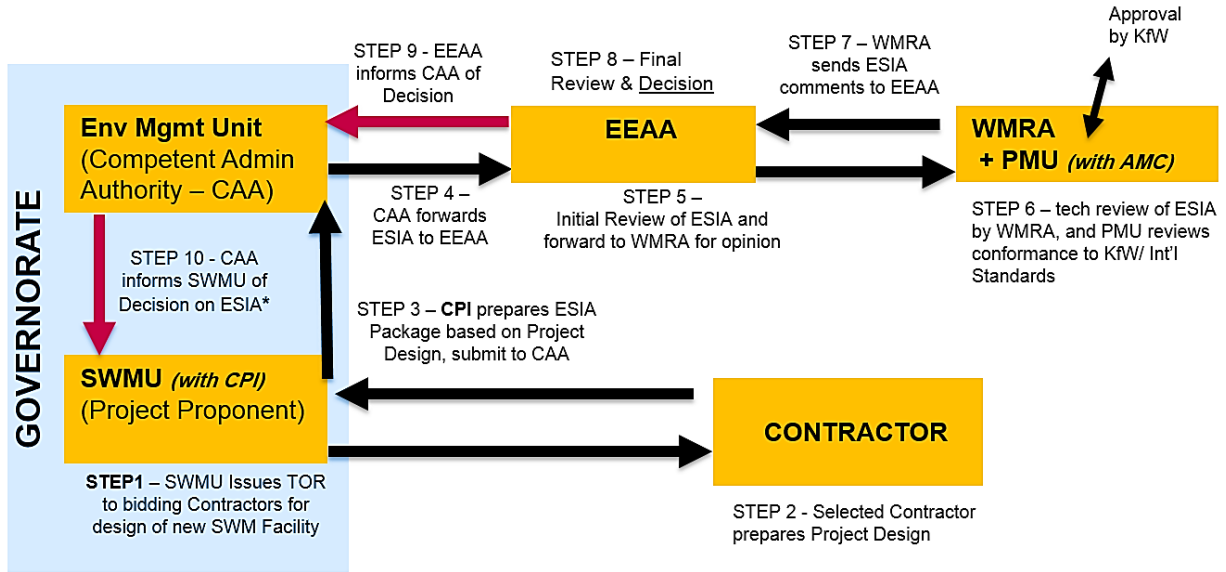 Approval
by KfW
STEP 9 - EEAA
informs CAA of
Decision
STEP 8 – Final
Review & Decision
STEP 7 – WMRA
sends ESIA
comments to EEAA
GOVERNORATE
Env Mgmt Unit
(Competent Admin
Authority – CAA)
EEAA
WMRA
+ PMU (with AMC)
STEP 4 –
CAA forwards
ESIA to EEAA
STEP 5 –
Initial Review of ESIA and
forward to WMRA for opinion
STEP 6 – tech review of ESIA
by WMRA, and PMU reviews
conformance to KfW/ Int'l
Standards
STEP 10 - CAA
informs SWMU of
Decision on ESIA*
STEP 3 – CPI prepares ESIA
Package based on Project
Design, submit to CAA
SWMU (with CPI)
(Project Proponent)
CONTRACTOR
STEP1 – SWMU Issues TOR
to bidding Contractors for
design of new SWM Facility
STEP 2 - Selected Contractor
prepares Project Design